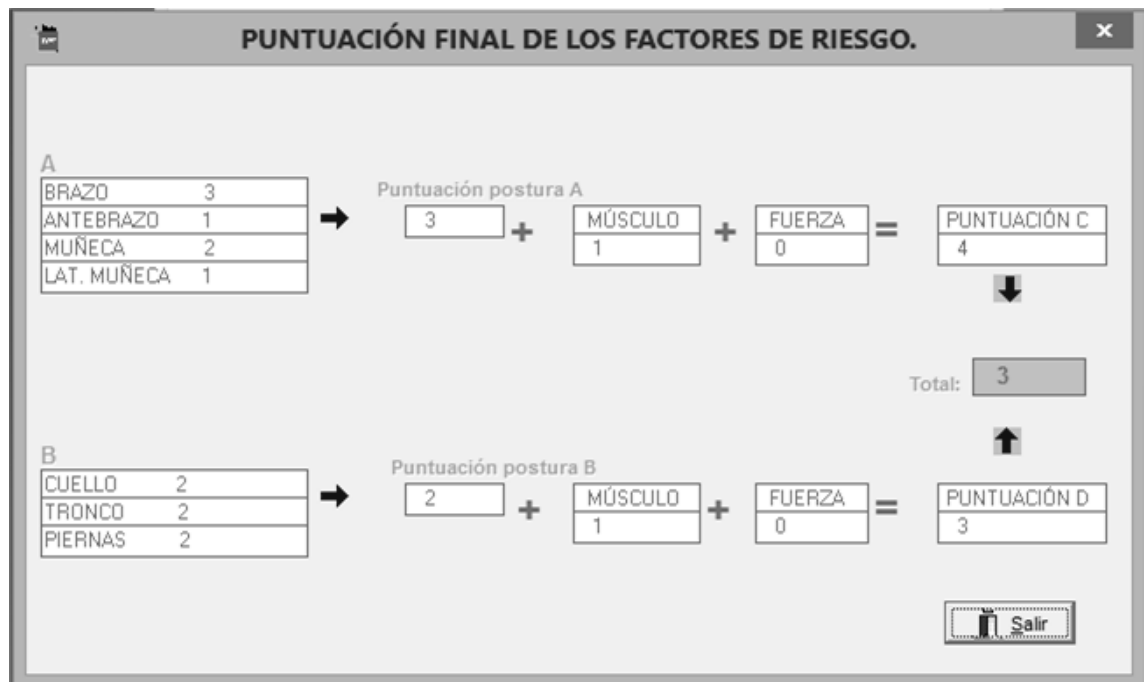 PUNTUACIÓN FINAL DE LOS FACTORES DE RIESGO.
A
BRAZO 3
ANTEBRAZO 1
MUÑECA 2
LAT. MUÑECA 1
Puntuación postura A
3 + MÚSCULO 1 + FUERZA 0 = PUNTUACIÓN C 4
Total: 3
B
CUELLO 2
TRONCO 2
PIERNAS 2
Puntuación postura B
2 + MÚSCULO 1 + FUERZA 0 = PUNTUACIÓN D 3
Salir